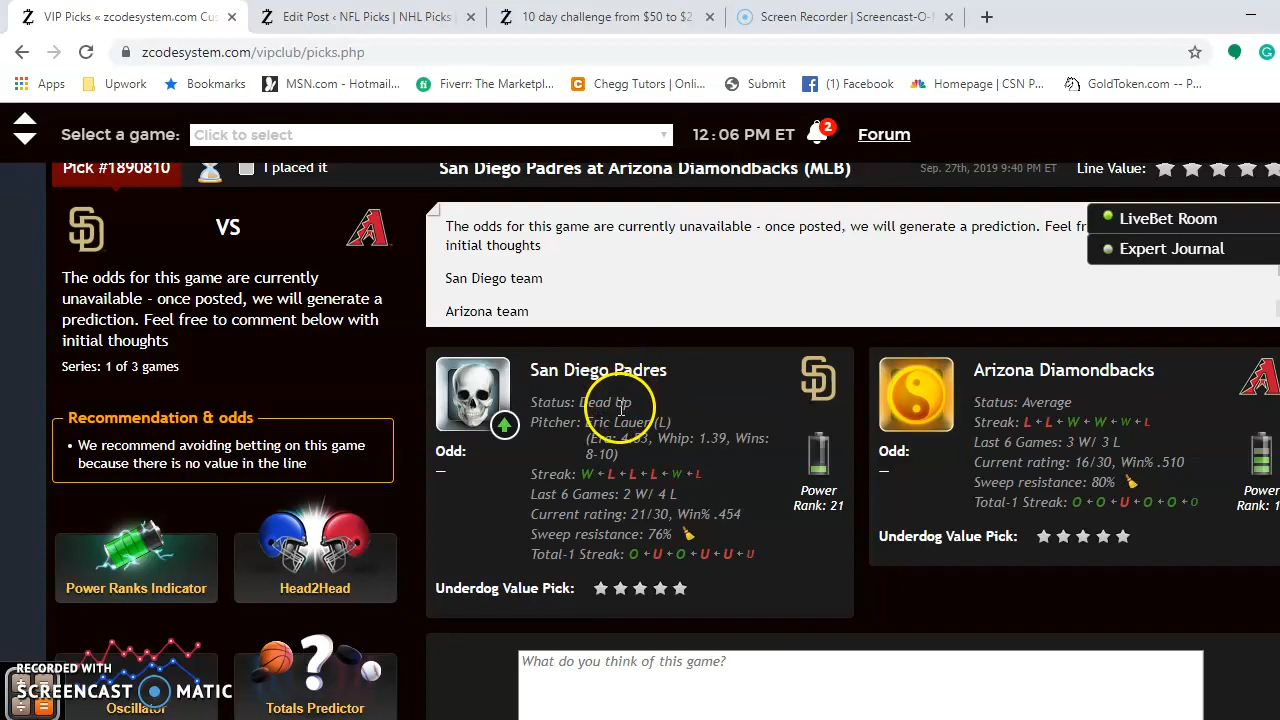 VIP Picks « zcodesystem.com Cus
Edit Post ‹ NFL Picks | NHL Picks
10 day challenge from $50 to $2
Screen Recorder | Screencast-O-
zcodesystem.com/vipclub/picks.php
Apps
Upwork
Bookmarks
MSN.com - Hotmail...
Fiverr: The Marketpl...
Chegg Tutors | Onli...
Submit
(3) Facebook
Homepage | CSN P...
GoldToken.com -- P...
Select a game:
Click to select
12:06 PM ET
2
Forum
Pick #1890810
I placed it
San Diego Padres at Arizona Diamondbacks (MLB)
Sep. 27th, 2019 9:40 PM ET
Line Value:
SD
VS
A
The odds for this game are currently
unavailable - once posted, we will generate a
prediction. Feel free to comment below with
initial thoughts
Series: 1 of 3 games
The odds for this game are currently unavailable - once posted, we will generate a prediction. Feel fr
initial thoughts
San Diego team
Arizona team
LiveBet Room
Expert Journal
Recommendation & odds
• We recommend avoiding betting on this game
because there is no value in the line
Power Ranks Indicator
Head2Head
Oscillator
Totals Predictor
San Diego Padres
Status: Dead Up
Pitcher: Eric Lauer (L)
(Era: 4.53, Whip: 1.39, Wins:
8-10)
Odd:
—
Streak: W - L - L - L - W - L
Last 6 Games: 2 W/ 4 L
Current rating: 21/30, Win% .454
Sweep resistance: 76%
Total-1 Streak: O - U - O - U - U - U
Underdog Value Pick:
SD
Power
Rank: 21
Arizona Diamondbacks
Status: Average
Streak: L - L - W - W - W - L
Last 6 Games: 3 W/ 3 L
Current rating: 16/30, Win% .510
Sweep resistance: 80%
Total-1 Streak: O - O - U - O - O - O
Odd:
—
Underdog Value Pick:
A
Power
Rank: 1
What do you think of this game?
RECORDED WITH
SCREENCAST MATIC